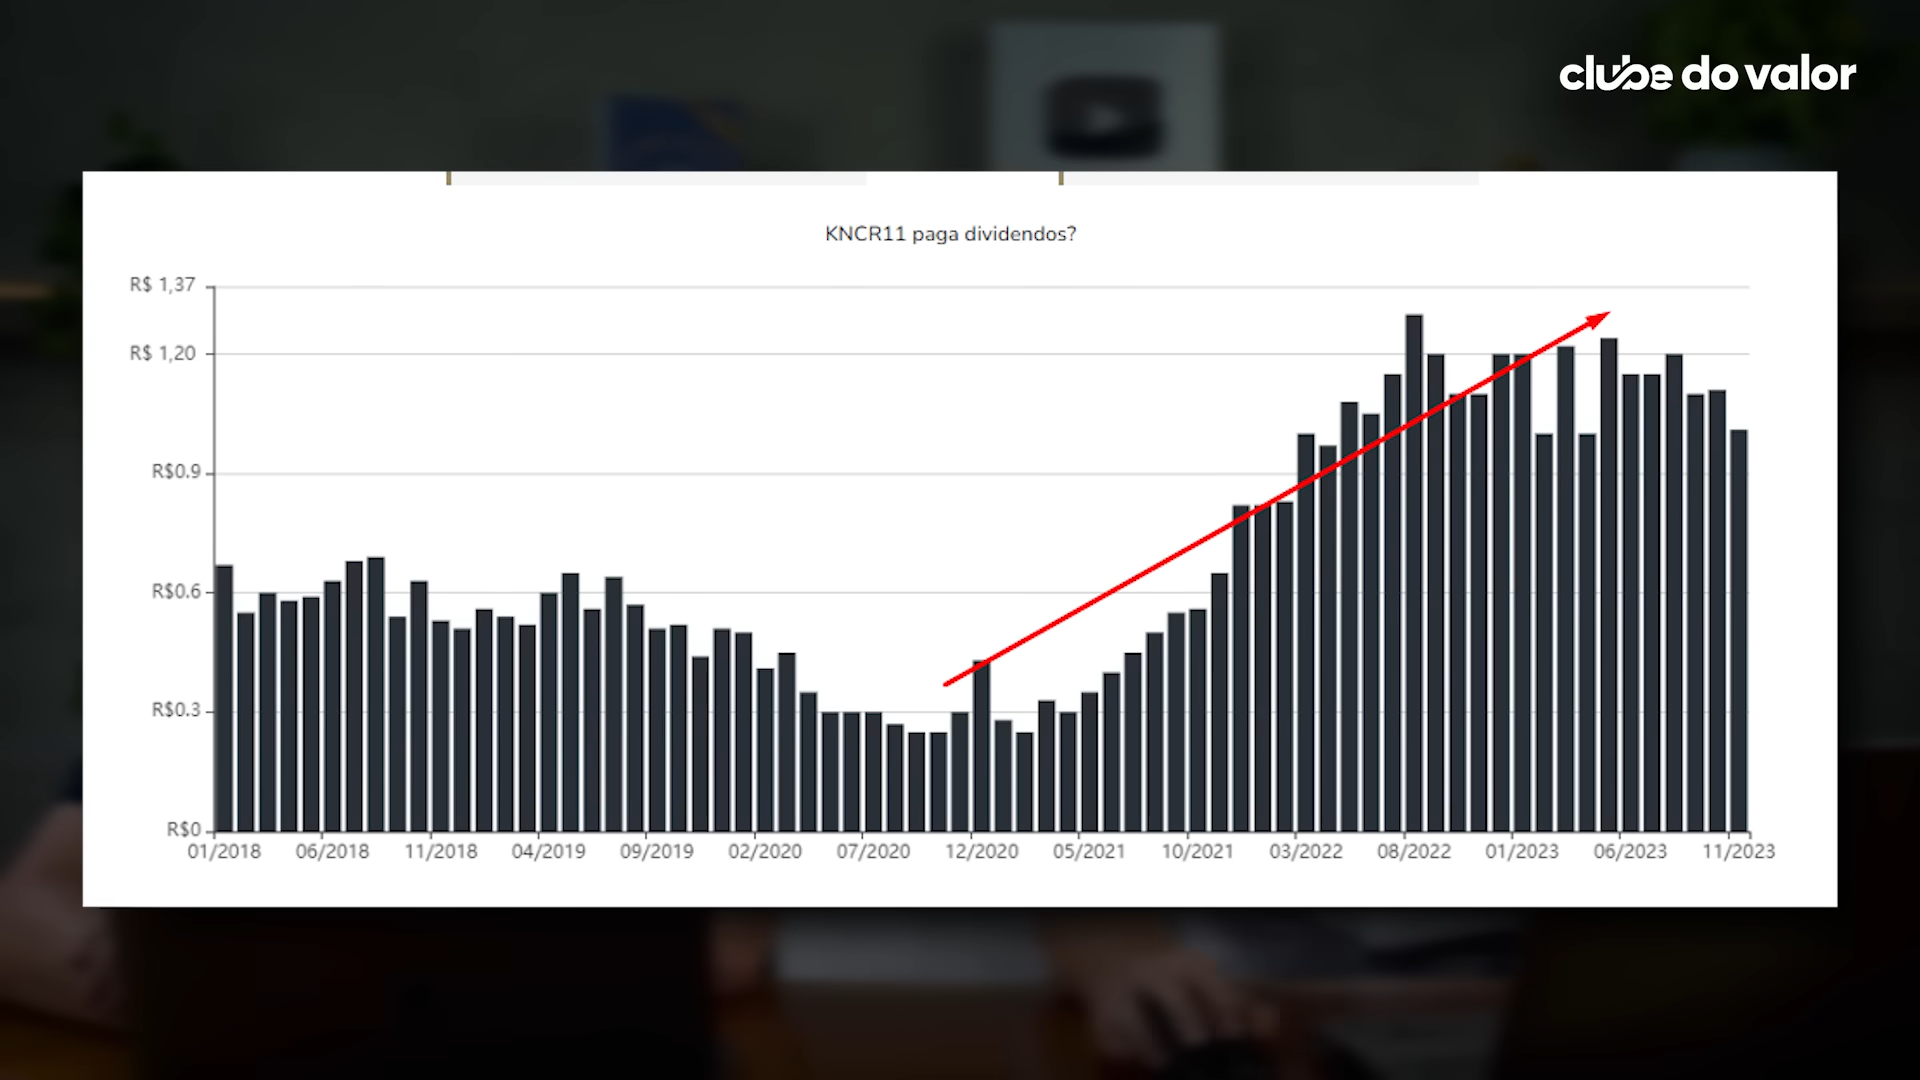 clube do valor
KNCR11 paga dividendos?
R$ 1,37
R$ 1,20
R$0.9
R$0.6
R$0.3
R$0
01/2018 06/2018 11/2018 04/2019 09/2019 02/2020 07/2020 12/2020 05/2021 10/2021 03/2022 08/2022 01/2023 06/2023 11/2023